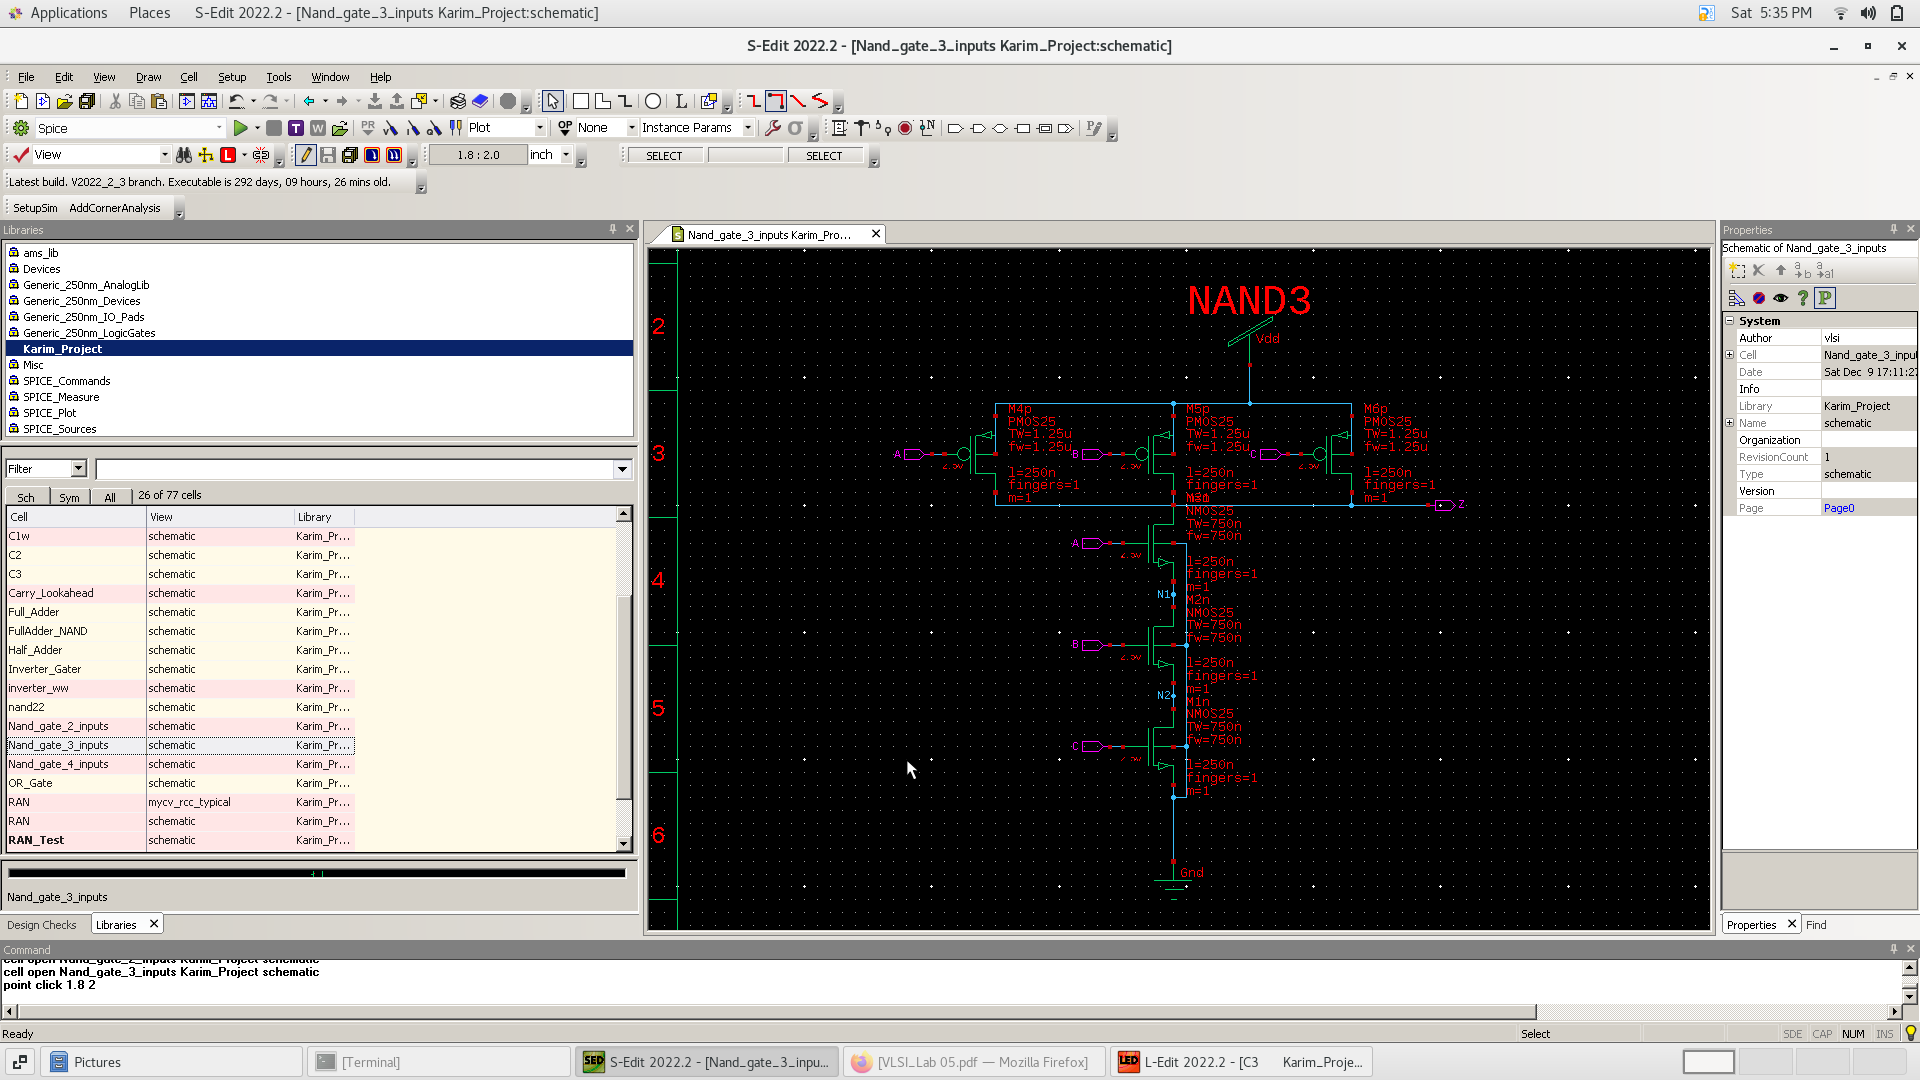 Applications Places S-Edit 2022.2 - [Nand_gate_3_inputs Karim_Project:schematic] Sat 5:35 PM
S-Edit 2022.2 - [Nand_gate_3_inputs Karim_Project:schematic]
File Edit View Draw Cell Setup Tools Window Help
Spice Plot OP None Instance Params
View 1.8 : 2.0 inch SELECT SELECT
Latest build. V2022_2_3 branch. Executable is 292 days, 09 hours, 26 mins old.
SetupSim AddCornerAnalysis
Libraries
ams_lib
Devices
Generic_250nm_AnalogLib
Generic_250nm_Devices
Generic_250nm_IO_Pads
Generic_250nm_LogicGates
Karim_Project
Misc
SPICE_Commands
SPICE_Measure
SPICE_Plot
SPICE_Sources
Filter
Sch Sym All 26 of 77 cells
Cell View Library
C1w schematic Karim_Pr...
C2 schematic Karim_Pr...
C3 schematic Karim_Pr...
Carry_Lookahead schematic Karim_Pr...
Full_Adder schematic Karim_Pr...
FullAdder_NAND schematic Karim_Pr...
Half_Adder schematic Karim_Pr...
Inverter_Gater schematic Karim_Pr...
inverter_ww schematic Karim_Pr...
nand22 schematic Karim_Pr...
Nand_gate_2_inputs schematic Karim_Pr...
Nand_gate_3_inputs schematic Karim_Pr...
Nand_gate_4_inputs schematic Karim_Pr...
OR_Gate schematic Karim_Pr...
RAN mycv_rcc_typical Karim_Pr...
RAN schematic Karim_Pr...
RAN_Test schematic Karim_Pr...
Nand_gate_3_inputs
Design Checks Libraries
Nand_gate_3_inputs Karim_Pro...
NAND3
Vdd
2
3
4
5
6
A
M4p
PMOS25
TW=1.25u
fw=1.25u
l=250n
fingers=1
m=1
B
M5p
PMOS25
TW=1.25u
fw=1.25u
l=250n
fingers=1
C
M6p
PMOS25
TW=1.25u
fw=1.25u
l=250n
fingers=1
m=1
Z
A
NMOS25
TW=750n
fw=750n
l=250n
fingers=1
m=1
N1
B
M2n
NMOS25
TW=750n
fw=750n
l=250n
fingers=1
m=1
N2
C
M1n
NMOS25
TW=750n
fw=750n
l=250n
fingers=1
m=1
Gnd
Properties
Schematic of Nand_gate_3_inputs
System
Author vlsi
Cell Nand_gate_3_inpu
Date Sat Dec 9 17:11:2
Info
Library Karim_Project
Name schematic
Organization
RevisionCount 1
Type schematic
Version
Page Page0
Properties Find
Command
cell open Nand_gate_2_inputs Karim_Project schematic
cell open Nand_gate_3_inputs Karim_Project schematic
point click 1.8 2
Ready Select SDE CAP NUM INS
Pictures [Terminal] S-Edit 2022.2 - [Nand_gate_3_inpu... [VLSI_Lab 05.pdf — Mozilla Firefox] L-Edit 2022.2 - [C3 Karim_Proje...